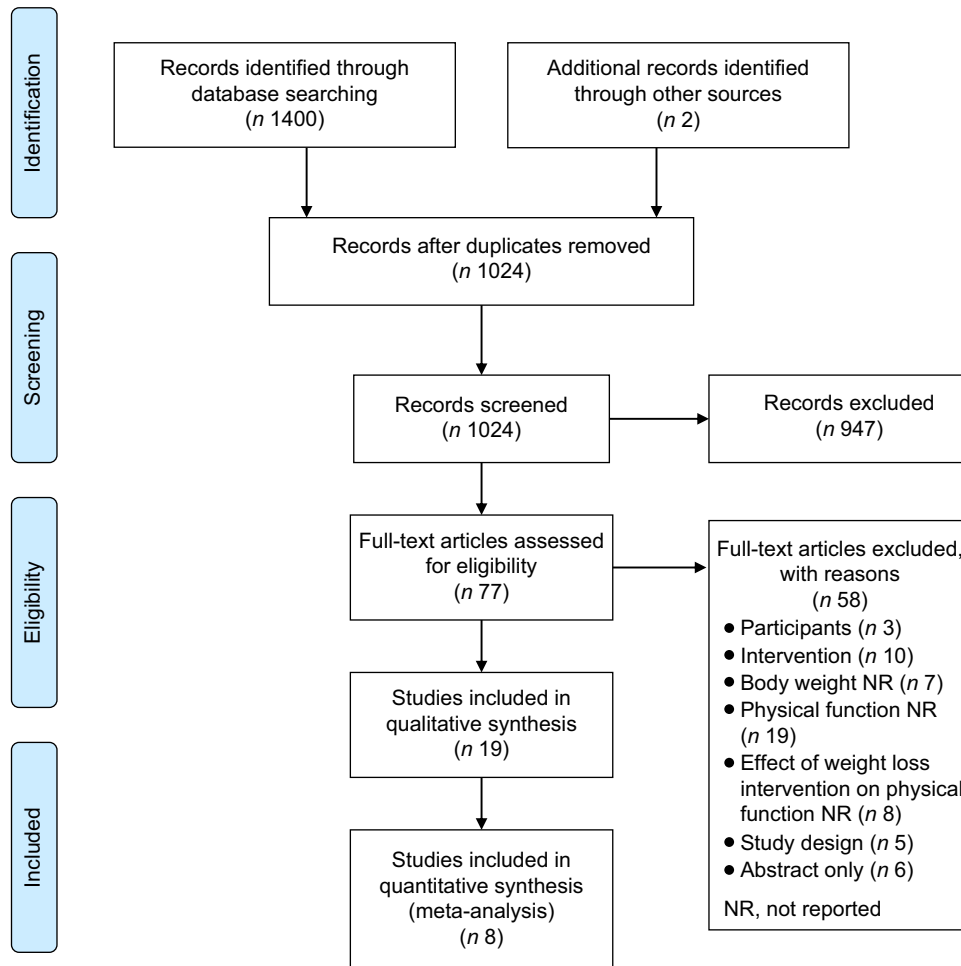 Identification
Records identified through
database searching
(n 1400)
Additional records identified
through other sources
(n 2)
Records after duplicates removed
(n 1024)
Screening
Records screened
(n 1024)
Records excluded
(n 947)
Eligibility
Full-text articles assessed
for eligibility
(n 77)
Full-text articles excluded,
with reasons
(n 58)
● Participants (n 3)
● Intervention (n 10)
● Body weight NR (n 7)
● Physical function NR
(n 19)
● Effect of weight loss
intervention on physical
function NR (n 8)
● Study design (n 5)
● Abstract only (n 6)
NR, not reported
Studies included in
qualitative synthesis
(n 19)
Included
Studies included in
quantitative synthesis
(meta-analysis)
(n 8)